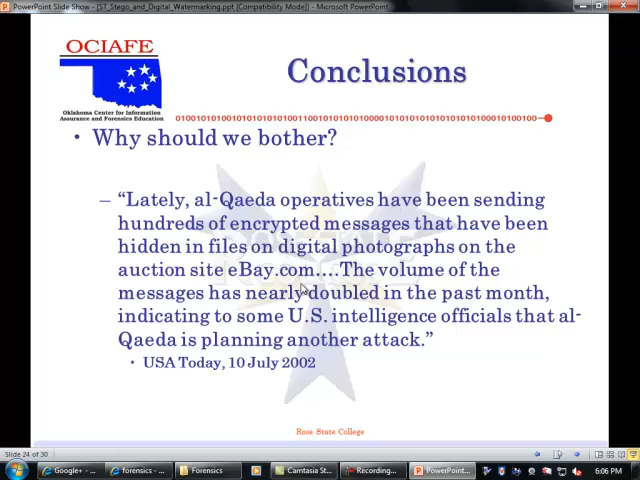 PowerPoint Slide Show - [ST_Stego_and_Digital_Watermarking.ppt [Compatibility Mode]] - Microsoft PowerPoint
OCIAFE
Oklahoma Center for Information
Assurance and Forensics Education
Conclusions
• Why should we bother?
– “Lately, al-Qaeda operatives have been sending
hundreds of encrypted messages that have been
hidden in files on digital photographs on the
auction site eBay.com....The volume of the
messages has nearly doubled in the past month,
indicating to some U.S. intelligence officials that al-
Qaeda is planning another attack.”
• USA Today, 10 July 2002
Rose State College
Slide 24 of 30
Google+ - ...
forensics - ...
Forensics
Camtasia St...
Recording...
PowerPoint...
6:06 PM